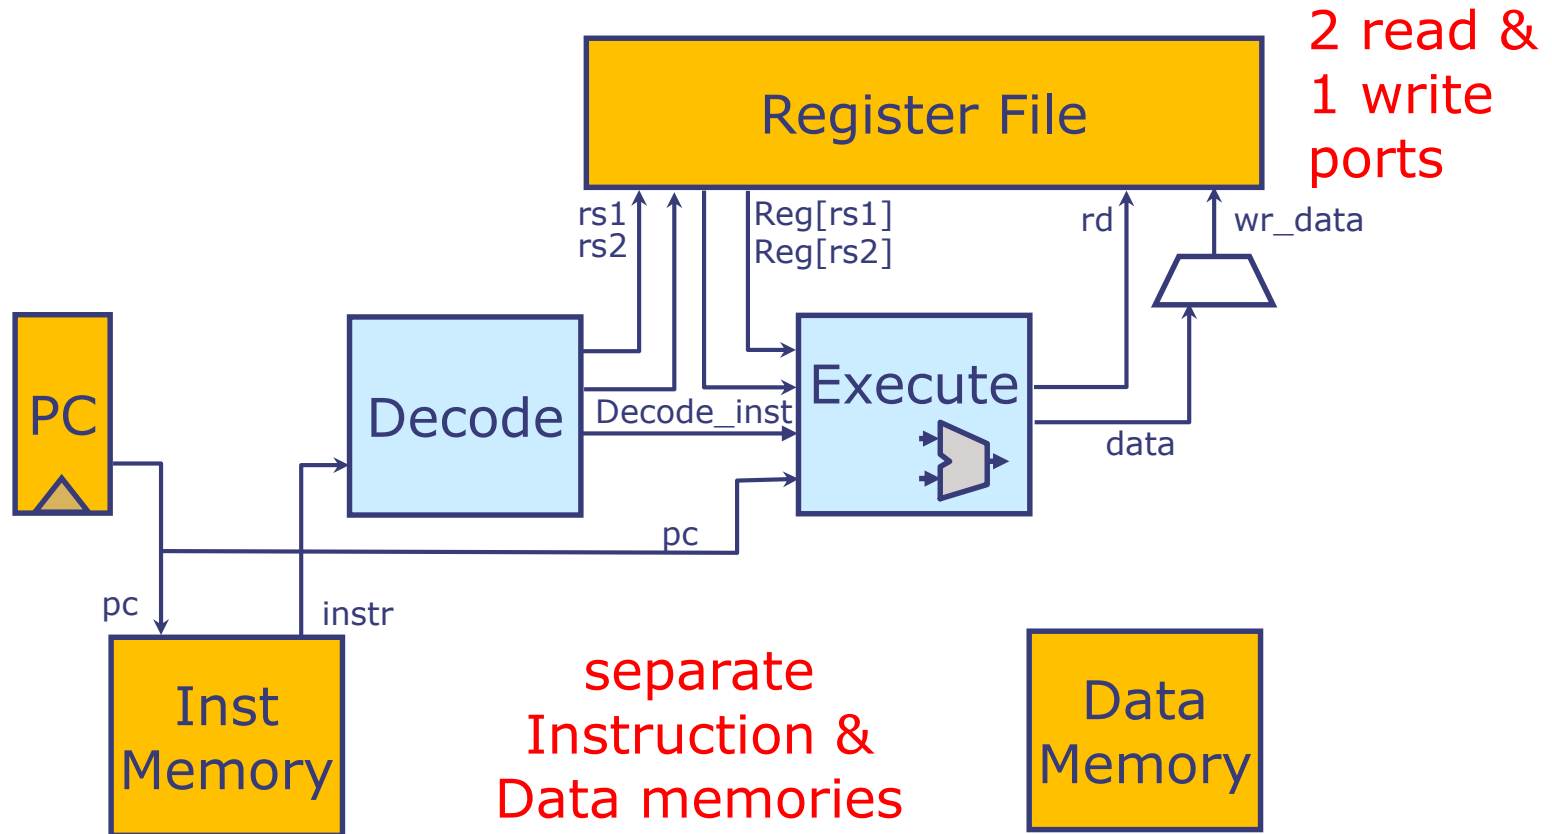 2 read &
1 write
ports
Register File
rs1
rs2
Reg[rs1]
Reg[rs2]
rd
wr_data
PC
Decode
Decode_inst
Execute
data
pc
pc
instr
Inst
Memory
separate
Instruction &
Data memories
Data
Memory